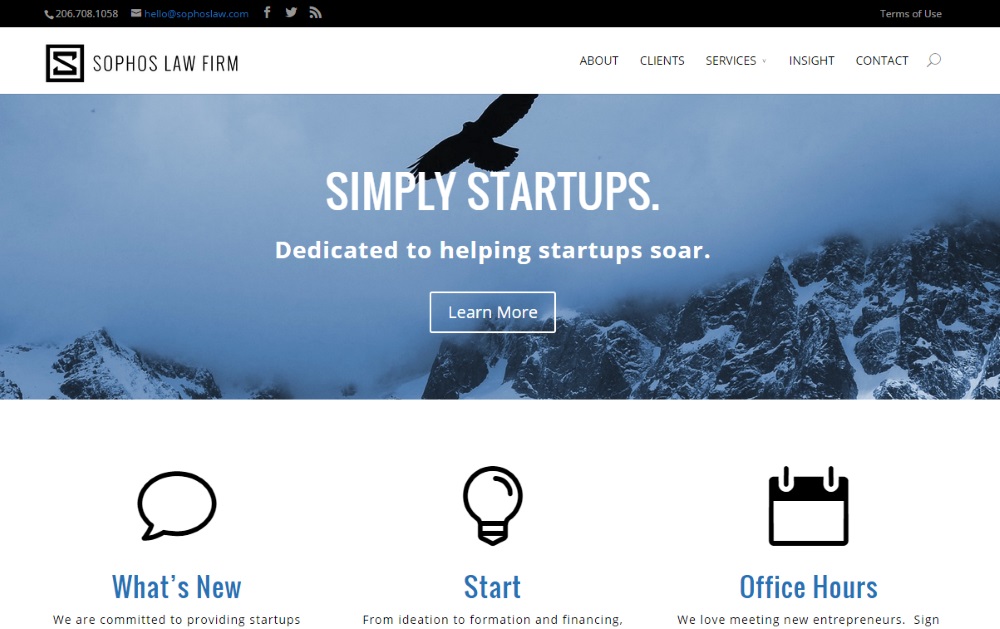 206.708.1058 hello@sophoslaw.com Terms of Use
SOPHOS LAW FIRM ABOUT CLIENTS SERVICES INSIGHT CONTACT
SIMPLY STARTUPS.
Dedicated to helping startups soar.
Learn More
What's New Start Office Hours
We are committed to providing startups From ideation to formation and financing, We love meeting new entrepreneurs. Sign